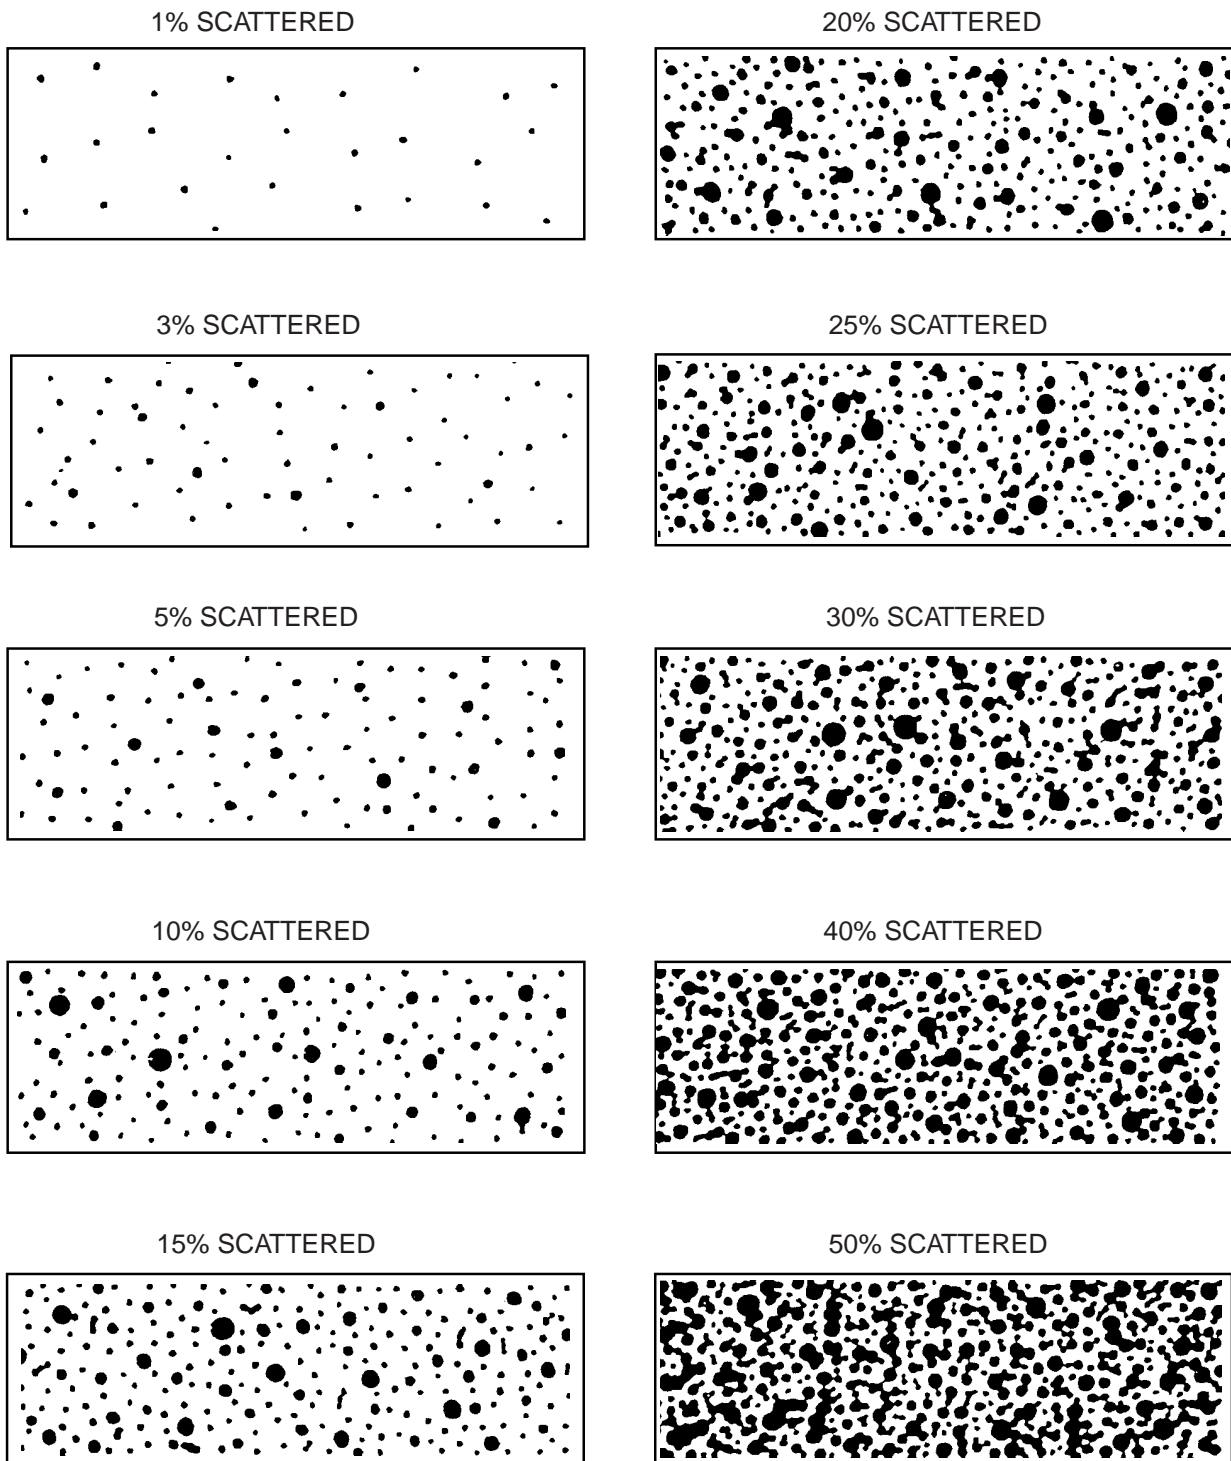 1% SCATTERED
20% SCATTERED
3% SCATTERED
25% SCATTERED
5% SCATTERED
30% SCATTERED
10% SCATTERED
40% SCATTERED
15% SCATTERED
50% SCATTERED